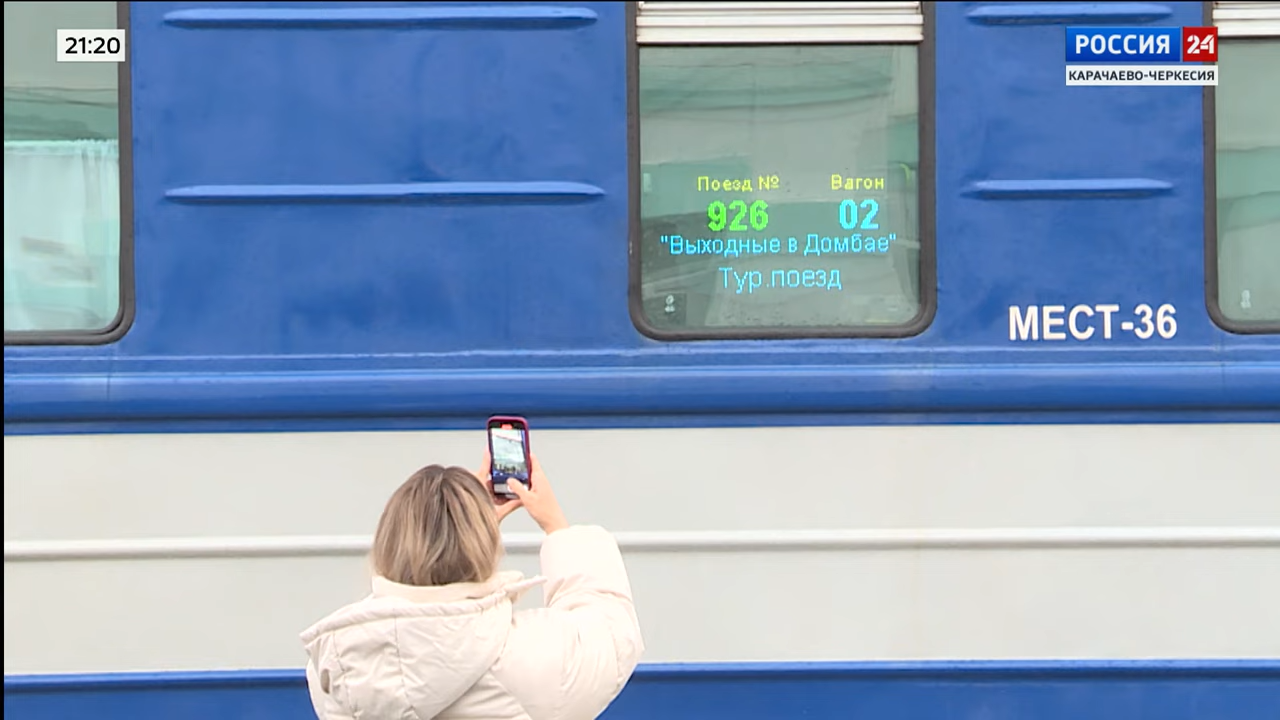 21:20
РОССИЯ 24
КАРАЧАЕВО-ЧЕРКЕСИЯ
Поезд № Вагон
926 02
"Выходные в Домбае"
Тур.поезд
МЕСТ-36